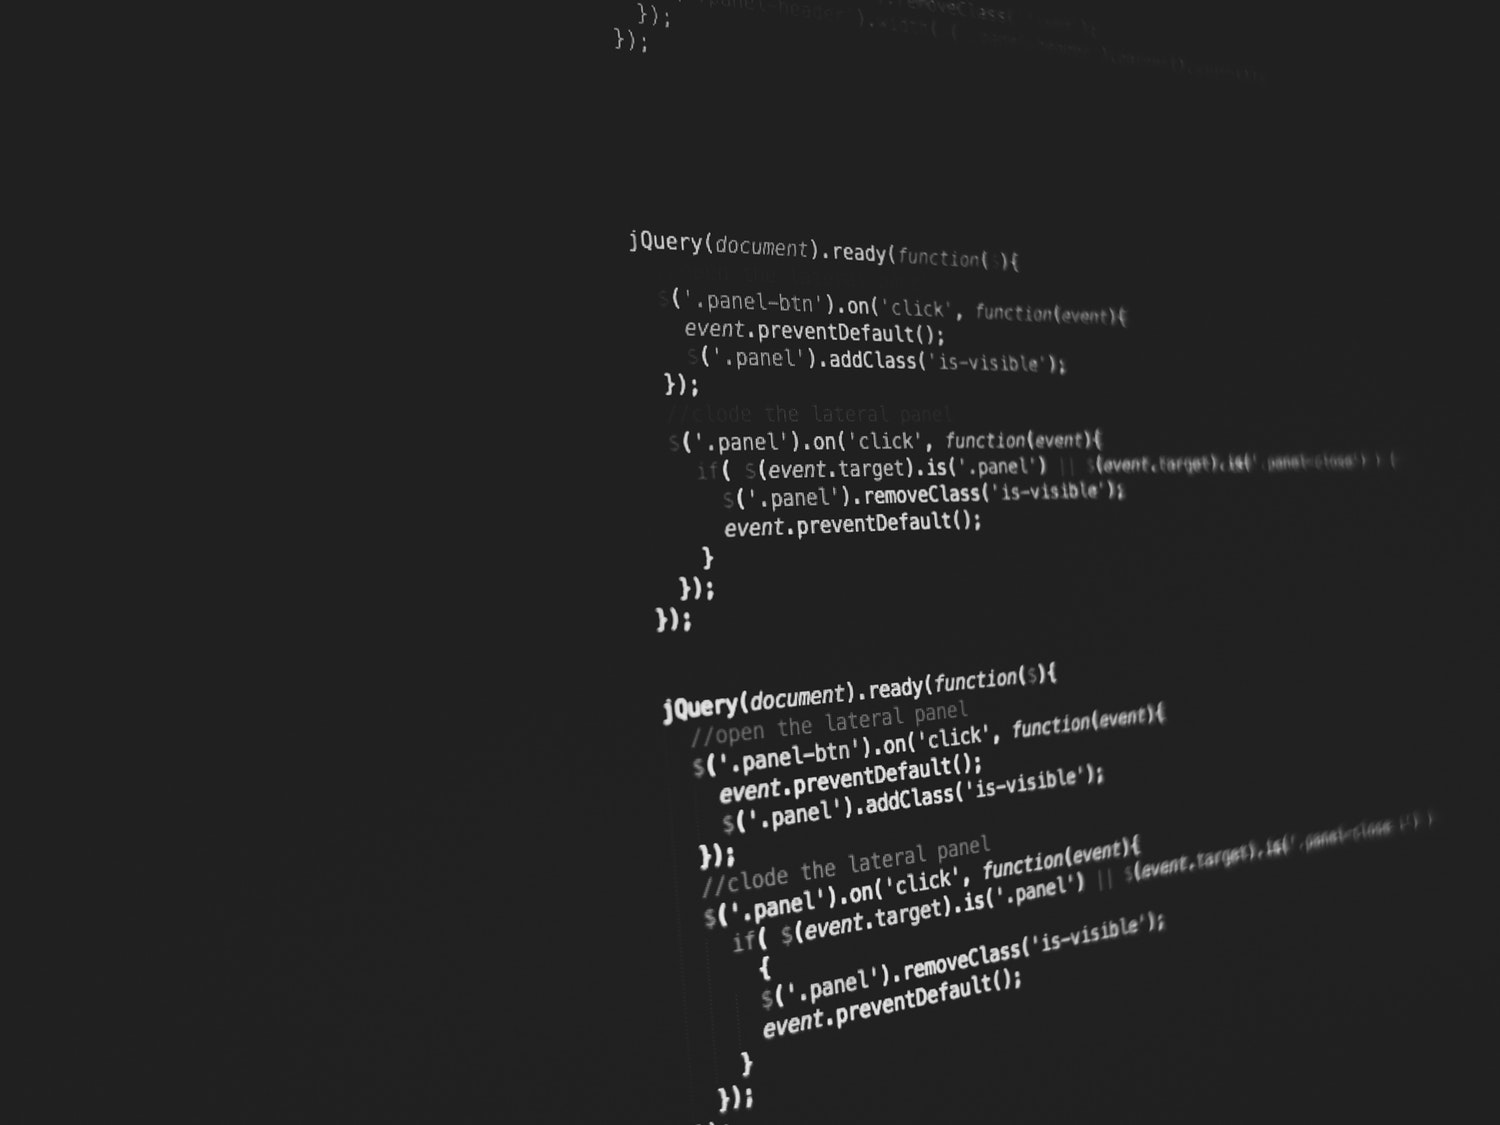 });
});
jQuery(document).ready(function( ){
$('.panel-btn').on('click', function(event){
event.preventDefault();
$('.panel').addClass('is-visible');
});
//clode the lateral panel
$('.panel').on('click', function(event){
if( $(event.target).is('.panel') || $(event.target).is('.panel-close') ) {
$('.panel').removeClass('is-visible');
event.preventDefault();
}
});
});
jQuery(document).ready(function($){
//open the lateral panel
$('.panel-btn').on('click', function(event){
event.preventDefault();
$('.panel').addClass('is-visible');
});
//clode the lateral panel
$('.panel').on('click', function(event){
if( $(event.target).is('.panel') || $(event.target).is('.panel-close
{
$('.panel').removeClass('is-visible');
event.preventDefault();
}
});